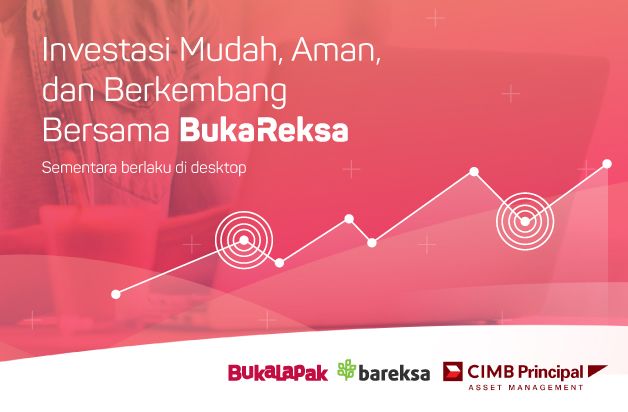 Investasi Mudah, Aman,
dan Berkembang
Bersama BukaReksa
Sementara berlaku di desktop
BukaLapak bareksa CIMB Principal
ASSET MANAGEMENT